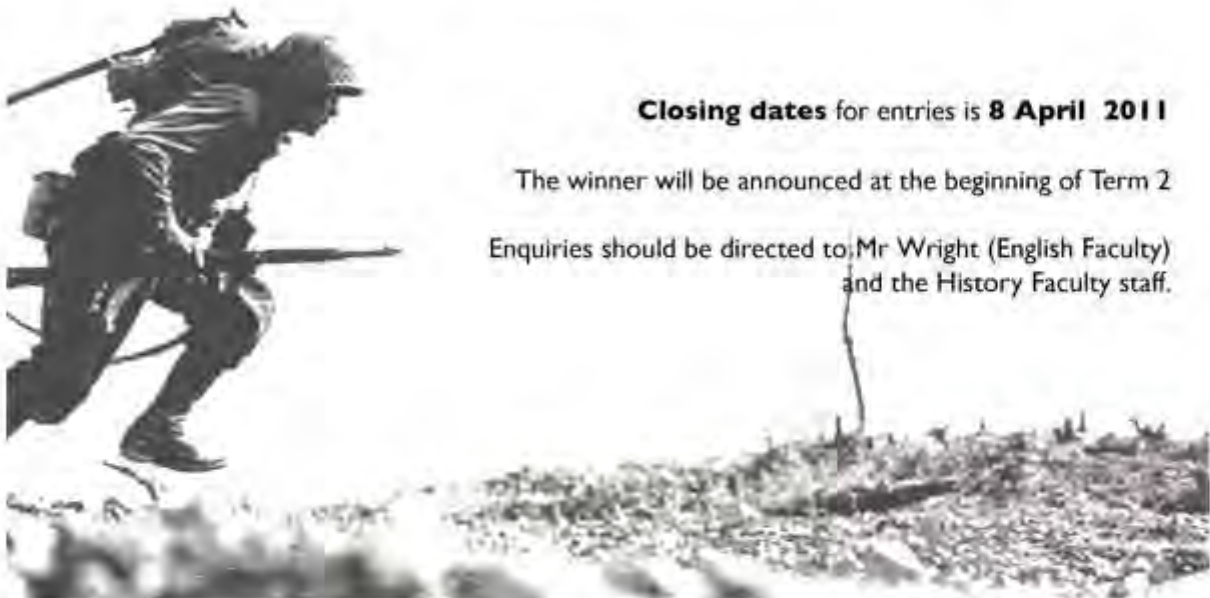 Closing dates for entries is 8 April 2011
The winner will be announced at the beginning of Term 2
Enquiries should be directed to Mr Wright (English Faculty)
and the History Faculty staff.